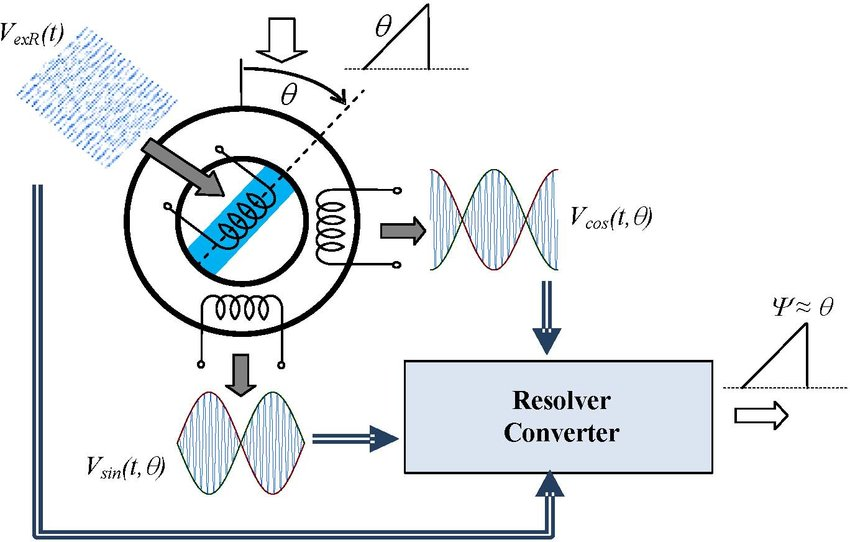 V_exR(t)
θ
θ
V_cos(t,θ)
Ψ≈ θ
Resolver
Converter
V_sin(t,θ)